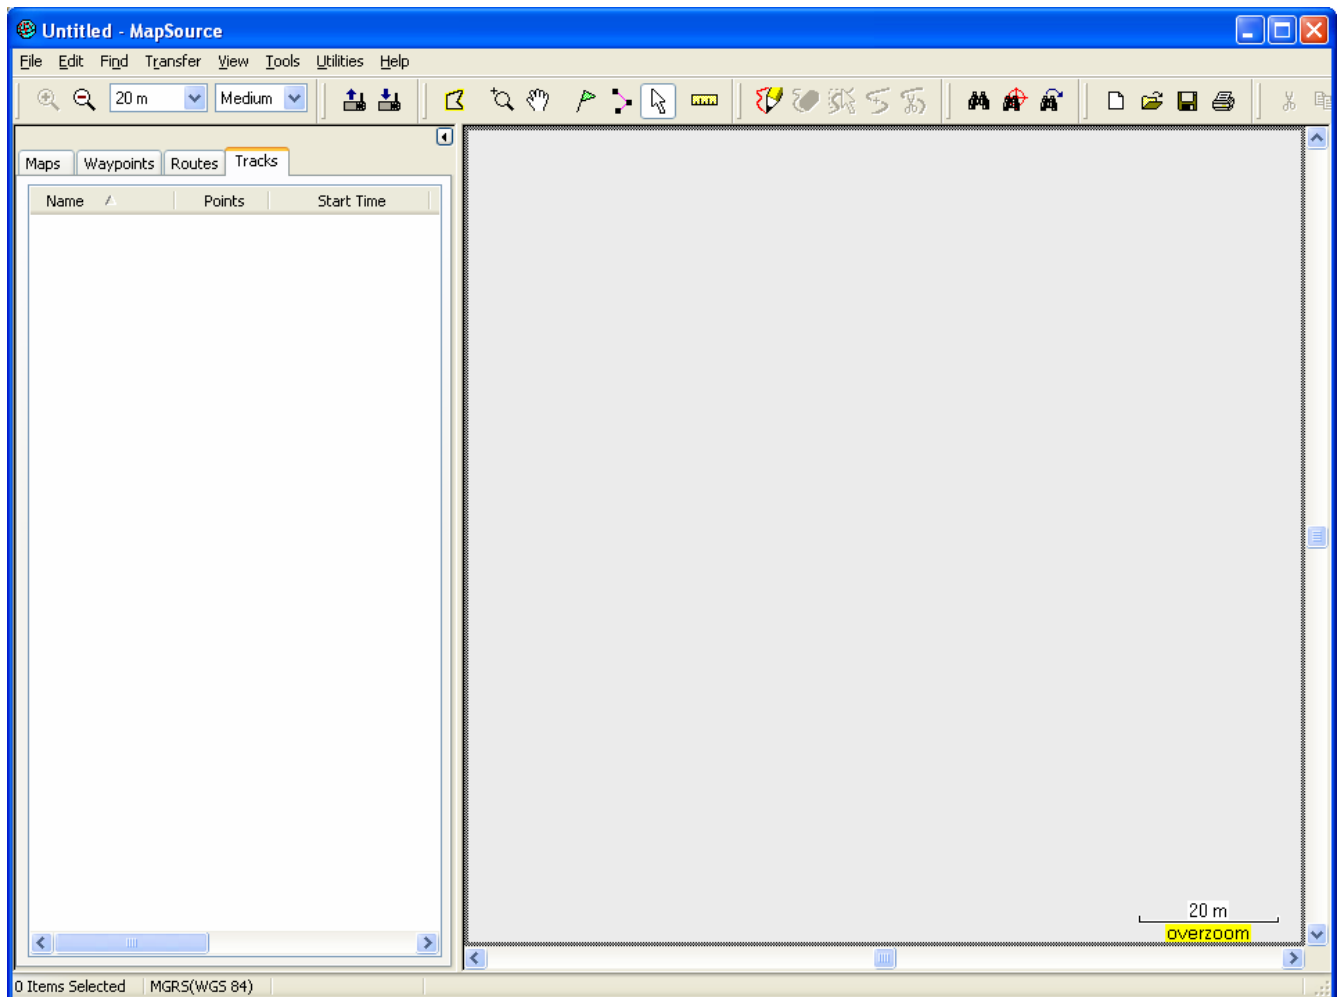 Untitled - MapSource
File Edit Find Transfer View Tools Utilities Help
20 m Medium
Maps Waypoints Routes Tracks
Name Points Start Time
20 m
overzoom
0 Items Selected MGRS(WGS 84)